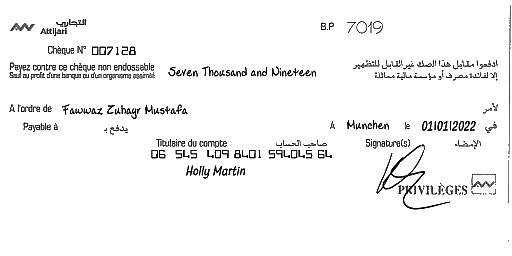 التجاري
Attijari
B.P 7019
Chèque N° 007128
Payez contre ce chèque non endossable
Sauf au profit d'une banque ou d'un organisme assimilé
Seven Thousand and Nineteen
ادفعوا مقابل هذا الصك غير القابل للتظهير
إلا لفائدة مصرف أو مؤسسة مالية مماثلة
A l'ordre de Fawwaz Zuhayr Mustafa لأمر
Payable à يدفع بـ
A Munchen le 01/01/2022 في
Titulaire du compte صاحب الحساب
Signature(s) الإمضاء
06 545 409 8401 594045 64
Holly Martin
PRIVILÈGES